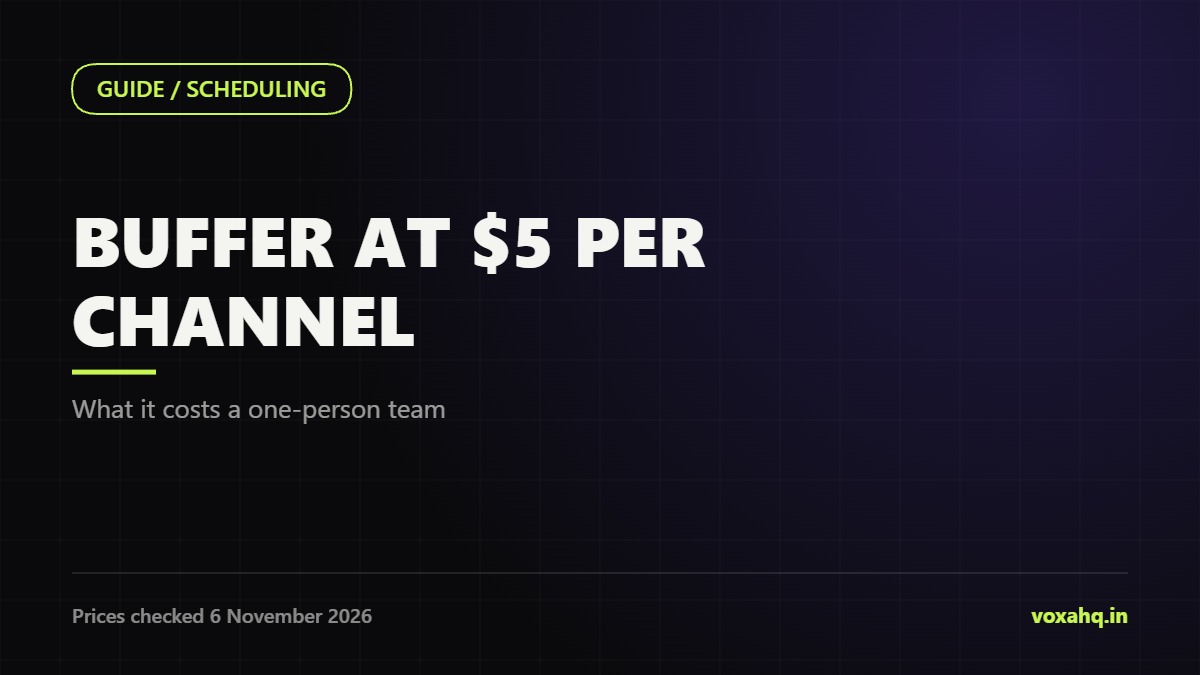 GUIDE / SCHEDULING
BUFFER AT $5 PER
CHANNEL
What it costs a one-person team
Prices checked 6 November 2026
voxahq.in